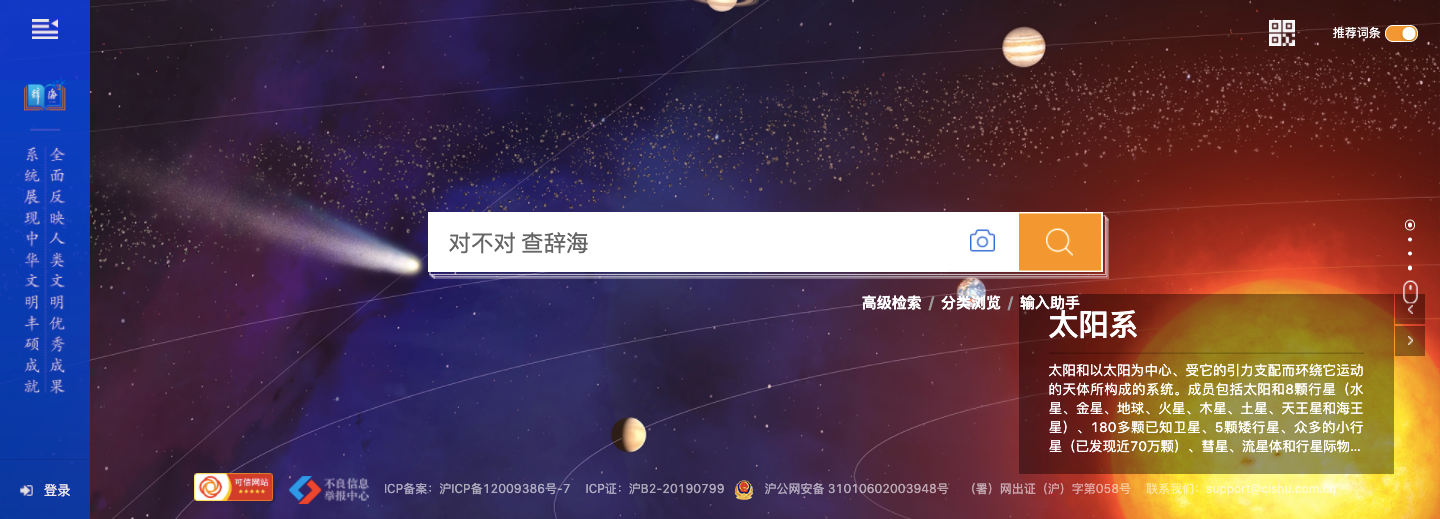 推荐词条
辞海
全面反映人类文明优秀成果
系统展现中华文明丰硕成就
对不对 查辞海
高级检索 / 分类浏览 / 输入助手
太阳系
太阳和以太阳为中心、受它的引力支配而环绕它运动
的天体所构成的系统。成员包括太阳和8颗行星（水
星、金星、地球、火星、木星、土星、天王星和海王
星）、180多颗已知卫星、5颗矮行星、众多的小行
星（已发现近70万颗）、彗星、流星体和行星际物...
登录
可信网站
不良信息
举报中心
ICP备案：沪ICP备12009386号-7 ICP证：沪B2-20190799 沪公网安备 31010602003948号 （署）网出证（沪）字第058号 联系我们：support@cishu.com.cn